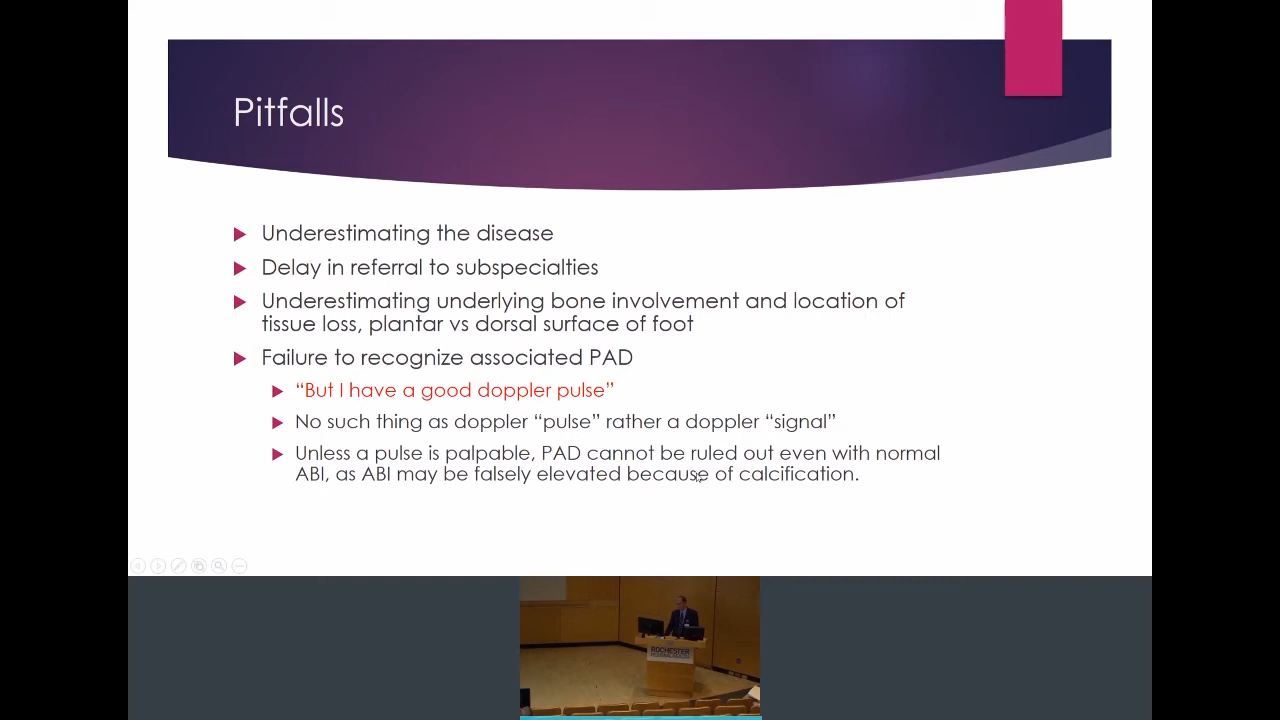 Pitfalls
Underestimating the disease
Delay in referral to subspecialties
Underestimating underlying bone involvement and location of
tissue loss, plantar vs dorsal surface of foot
Failure to recognize associated PAD
“But I have a good doppler pulse”
No such thing as doppler “pulse” rather a doppler “signal”
Unless a pulse is palpable, PAD cannot be ruled out even with normal
ABI, as ABI may be falsely elevated because of calcification.
ROCHESTER
REGIONAL HEALTH